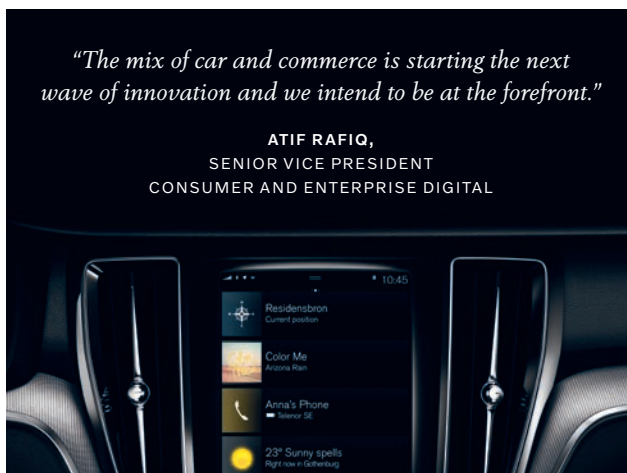 “The mix of car and commerce is starting the next
wave of innovation and we intend to be at the forefront.”
ATIF RAFIQ,
SENIOR VICE PRESIDENT
CONSUMER AND ENTERPRISE DIGITAL
10:45
Residensbron
Current position
Color Me
Arizona Rain
Anna's Phone
Telenor SE
23° Sunny spells
Right now in Gothenburg